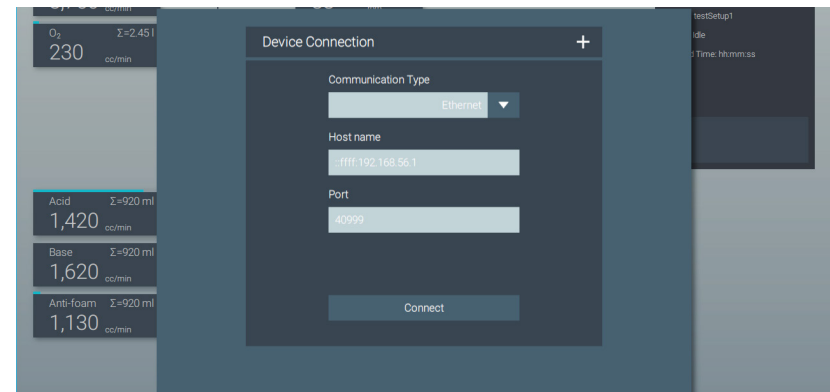 O₂ Σ=2.45 l
230 cc/min
Acid Σ=920 ml
1,420 cc/min
Base Σ=920 ml
1,620 cc/min
Anti-foam Σ=920 ml
1,130 cc/min
Device Connection +
Communication Type
Ethernet
Host name
::ffff:192.168.56.1
Port
40999
Connect
testSetup1
Idle
Time: hh:mm:ss